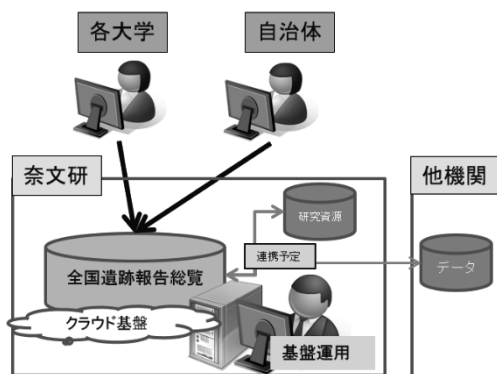 各大学
自治体
奈文研
他機関
研究資源
連携予定
データ
全国遺跡報告総覧
クラウド基盤
基盤運用